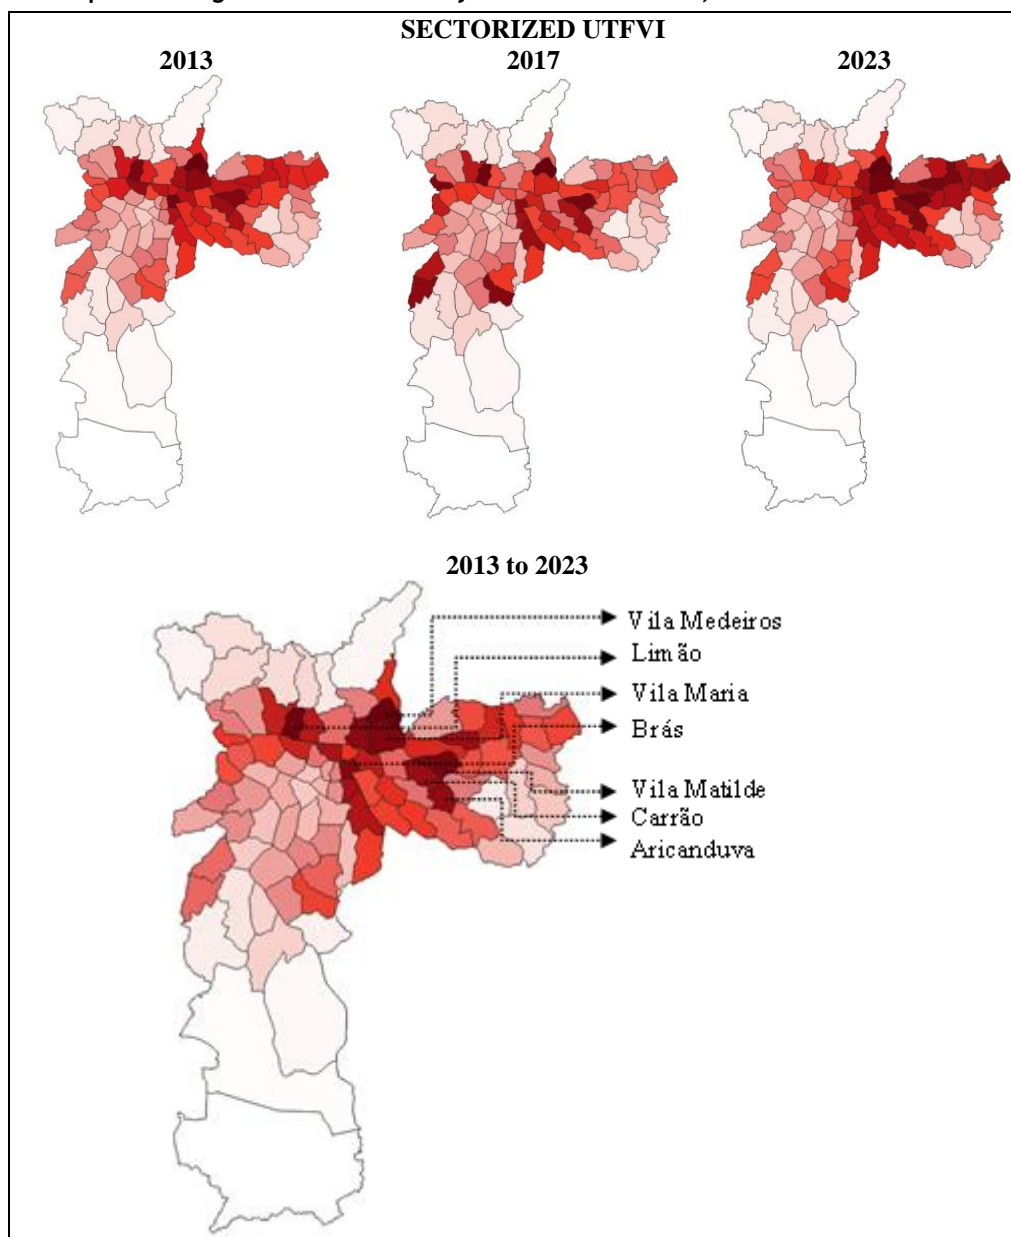 SECTORIZED UTFVI
2013 2017 2023
2013 to 2023
Vila Medeiros
Limão
Vila Maria
Brás
Vila Matilde
Carrão
Aricanduva